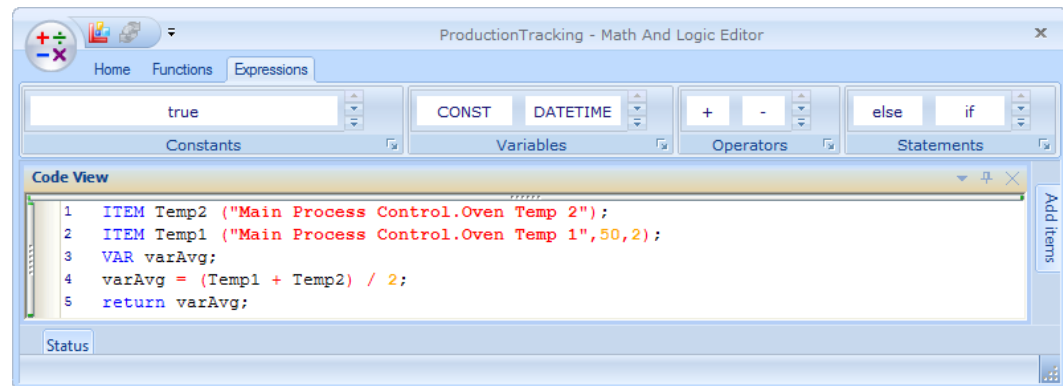 ProductionTracking - Math And Logic Editor
Home Functions Expressions
true CONST DATETIME + - else if
Constants Variables Operators Statements
Code View
Add items
1 ITEM Temp2 ("Main Process Control.Oven Temp 2");
2 ITEM Temp1 ("Main Process Control.Oven Temp 1",50,2);
3 VAR varAvg;
4 varAvg = (Temp1 + Temp2) / 2;
5 return varAvg;
Status